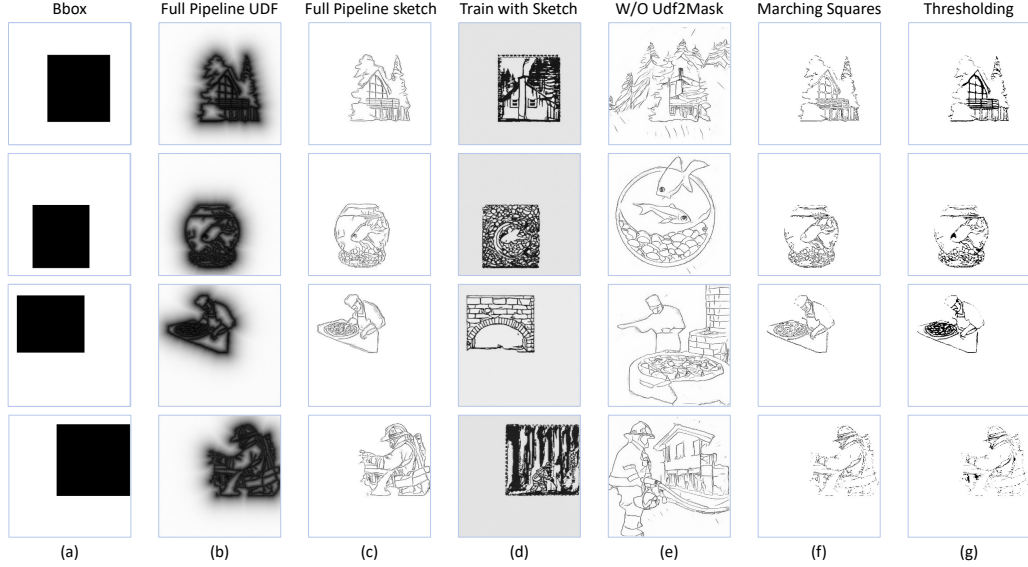 Bbox Full Pipeline UDF Full Pipeline sketch Train with Sketch W/O Udf2Mask Marching Squares Thresholding
(a) (b) (c) (d) (e) (f) (g)